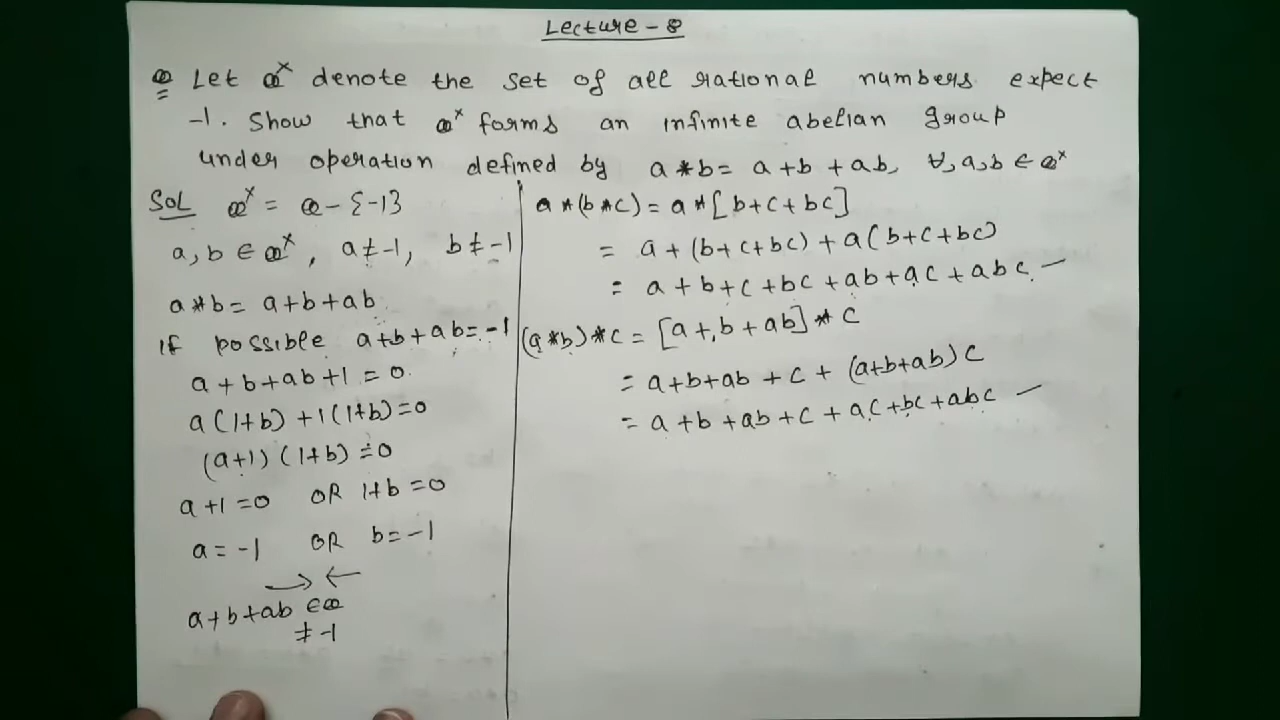 Lecture - 8
Q Let Q^x denote the set of all rational numbers expect
-1. Show that Q^x forms an infinite abelian group
under operation defined by a * b = a + b + ab, ∀, a, b ∈ Q^x
Sol Q^x = Q - {-1}
a, b ∈ Q^x, a ≠ -1, b ≠ -1
a * b = a + b + ab
If possible a + b + ab = -1
a + b + ab + 1 = 0
a(1+b) + 1(1+b) = 0
(a+1)(1+b) = 0
a + 1 = 0 OR 1+b = 0
a = -1 OR b = -1
→ ←
a + b + ab ∈ Q
≠ -1
a * (b * c) = a * [b + c + bc]
= a + (b + c + bc) + a(b + c + bc)
= a + b + c + bc + ab + ac + abc -
(a * b) * c = [a + b + ab] * c
= a + b + ab + c + (a+b+ab)c
= a + b + ab + c + ac + bc + abc -